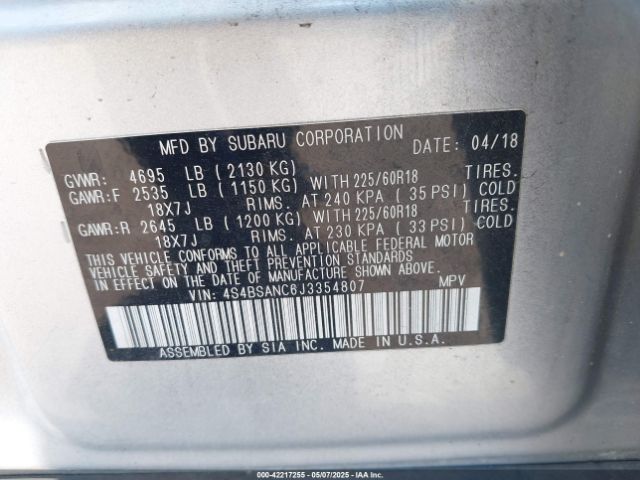 MFD BY SUBARU CORPORATION DATE: 04/18
GVWR: 4695 LB ( 2130 KG)
GAWR:F 2535 LB ( 1150 KG) WITH 225/60R18 TIRES.
18X7J RIMS. AT 240 KPA ( 35 PSI) COLD
GAWR:R 2645 LB ( 1200 KG) WITH 225/60R18 TIRES.
18X7J RIMS. AT 230 KPA ( 33 PSI) COLD
THIS VEHICLE CONFORMS TO ALL APPLICABLE FEDERAL MOTOR
VEHICLE SAFETY AND THEFT PREVENTION STANDARDS
IN EFFECT ON THE DATE OF MANUFACTURE SHOWN ABOVE.
VIN: 4S4BSANC6J3354807 MPV
ASSEMBLED BY SIA INC. MADE IN U.S.A.
000-42217255 - 05/07/2025 - IAA, Inc.